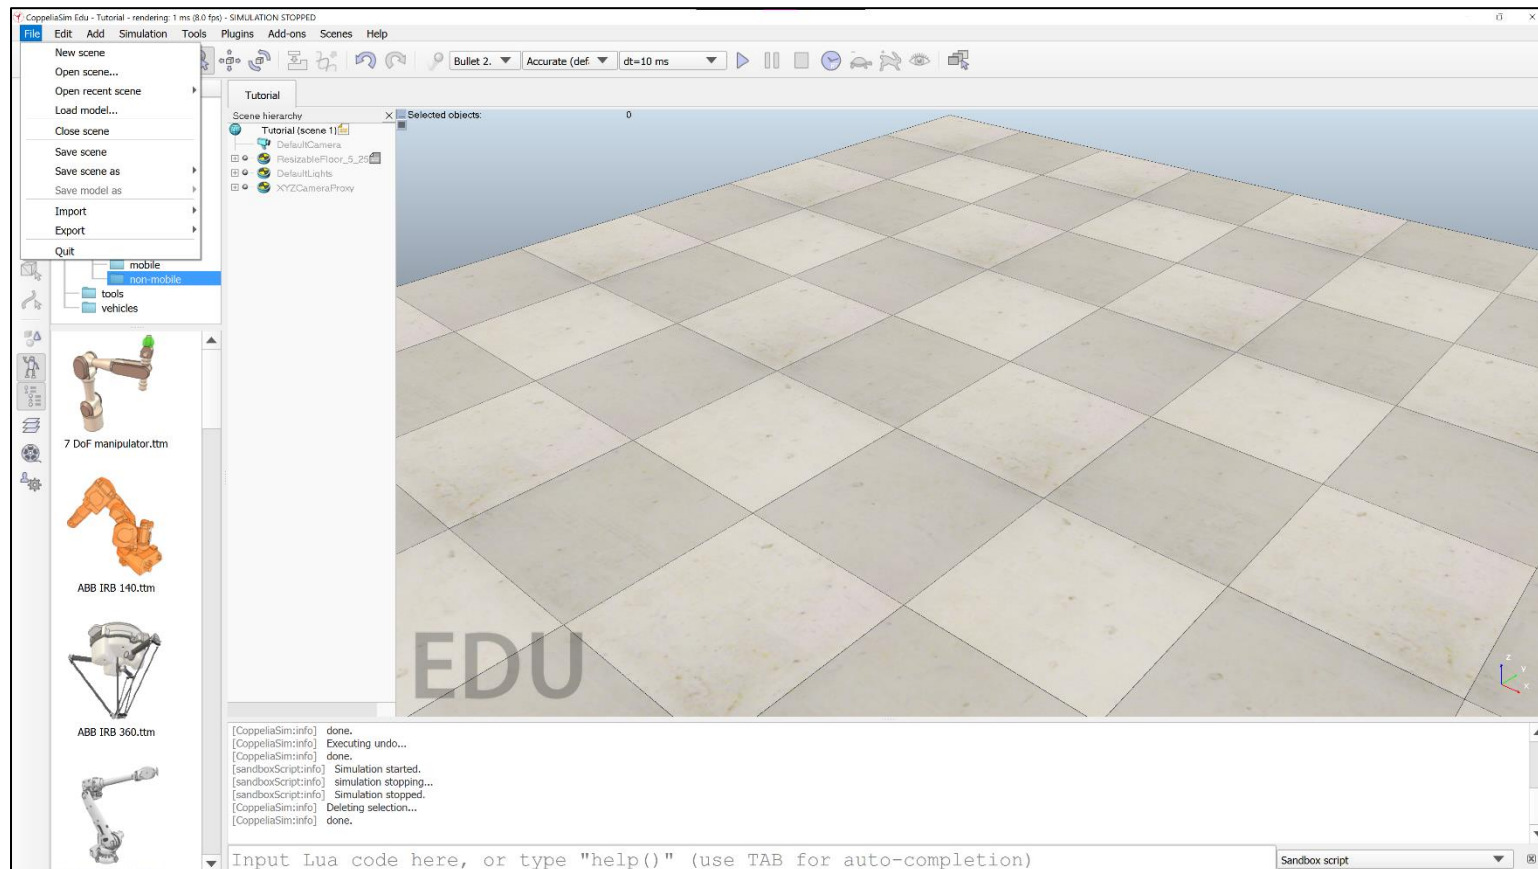 CoppeliaSim Edu - Tutorial - rendering: 1 ms (8.0 fps) - SIMULATION STOPPED
File Edit Add Simulation Tools Plugins Add-ons Scenes Help
New scene
Open scene...
Open recent scene
Load model...
Close scene
Save scene
Save scene as
Save model as
Import
Export
Quit
Bullet 2.
Accurate (def
dt=10 ms
mobile
non-mobile
tools
vehicles
7 DoF manipulator.ttm
ABB IRB 140.ttm
ABB IRB 360.ttm
Tutorial
Scene hierarchy
Tutorial (scene 1)
DefaultCamera
ResizableFloor_5_25
DefaultLights
XYZCameraProxy
Selected objects: 0
EDU
z
y
x
[CoppeliaSim:info] done.
[CoppeliaSim:info] Executing undo...
[CoppeliaSim:info] done.
[sandboxScript:info] Simulation started.
[sandboxScript:info] simulation stopping...
[sandboxScript:info] Simulation stopped.
[CoppeliaSim:info] Deleting selection...
[CoppeliaSim:info] done.
Input Lua code here, or type "help()" (use TAB for auto-completion)
Sandbox script